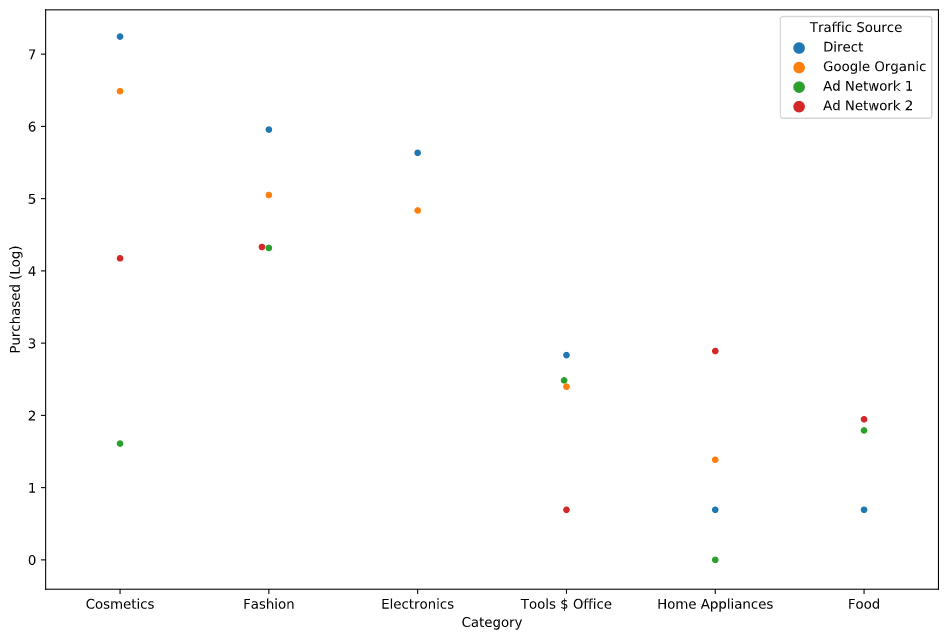 Traffic Source
Direct
Google Organic
Ad Network 1
Ad Network 2
7
6
5
4
3
2
1
0
Purchased (Log)
Cosmetics Fashion Electronics Tools $ Office Home Appliances Food
Category